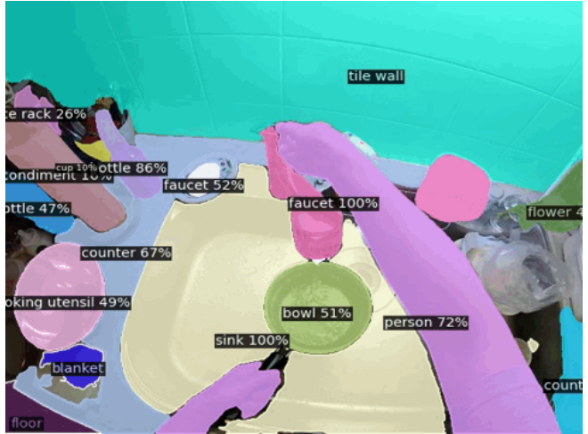 tile wall
ce rack 26%
cup 10%
ottle 86%
condiment 10%
faucet 52%
ottle 47%
faucet 100%
flower 4
counter 67%
oking utensil 49%
bowl 51%
person 72%
sink 100%
blanket
count
floor